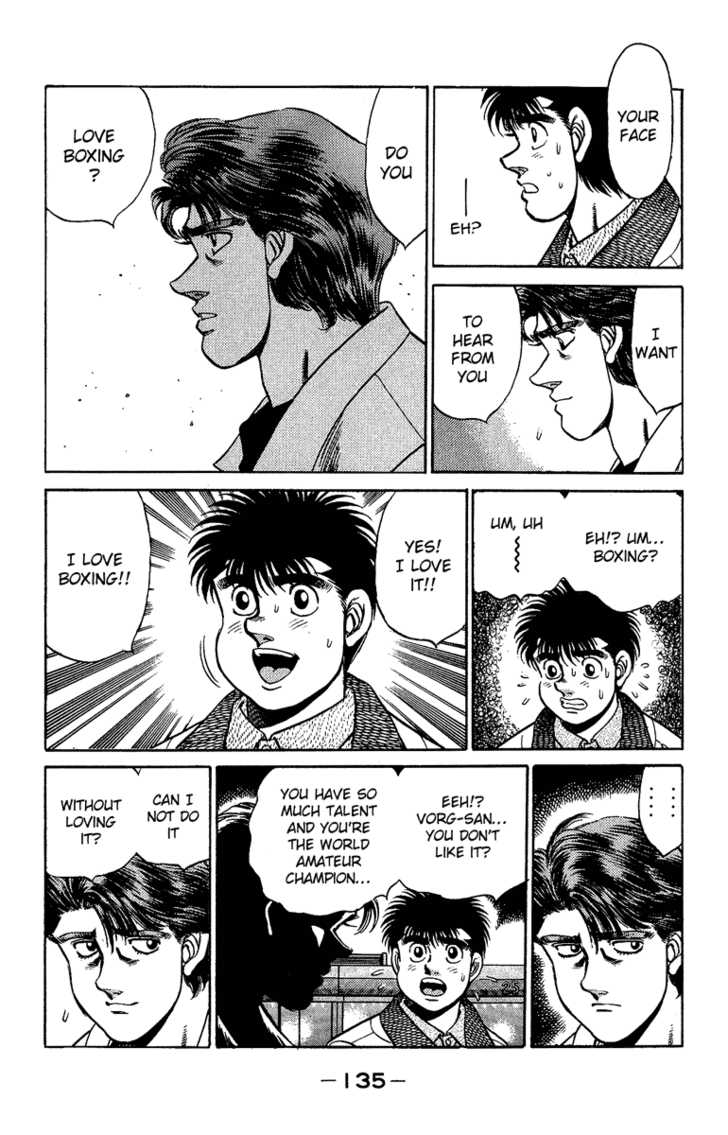 YOUR
FACE
EH?
DO
YOU
LOVE
BOXING
?
I
WANT
TO
HEAR
FROM
YOU
EH!? UM...
BOXING?
UM, UH
YES!
I LOVE
IT!!
I LOVE
BOXING!!
. . . . .
EEH!?
VORG-SAN...
YOU DON'T
LIKE IT?
YOU HAVE SO
MUCH TALENT
AND YOU'RE
THE WORLD
AMATEUR
CHAMPION...
25
CAN I
NOT DO
IT
WITHOUT
LOVING
IT?
—135—